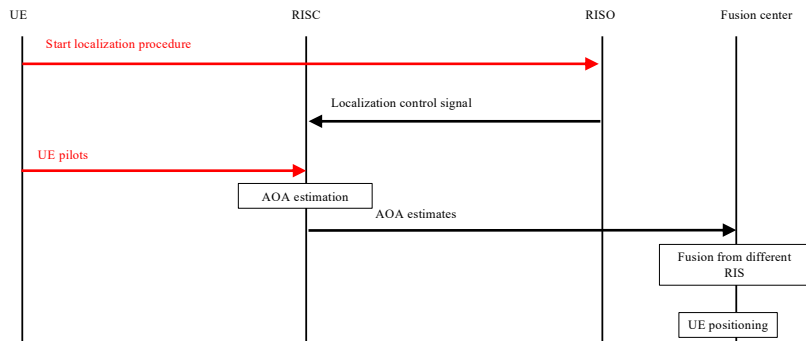 UE
RISC
RISO
Fusion center
Start localization procedure
Localization control signal
UE pilots
AOA estimation
AOA estimates
Fusion from different
RIS
UE positioning